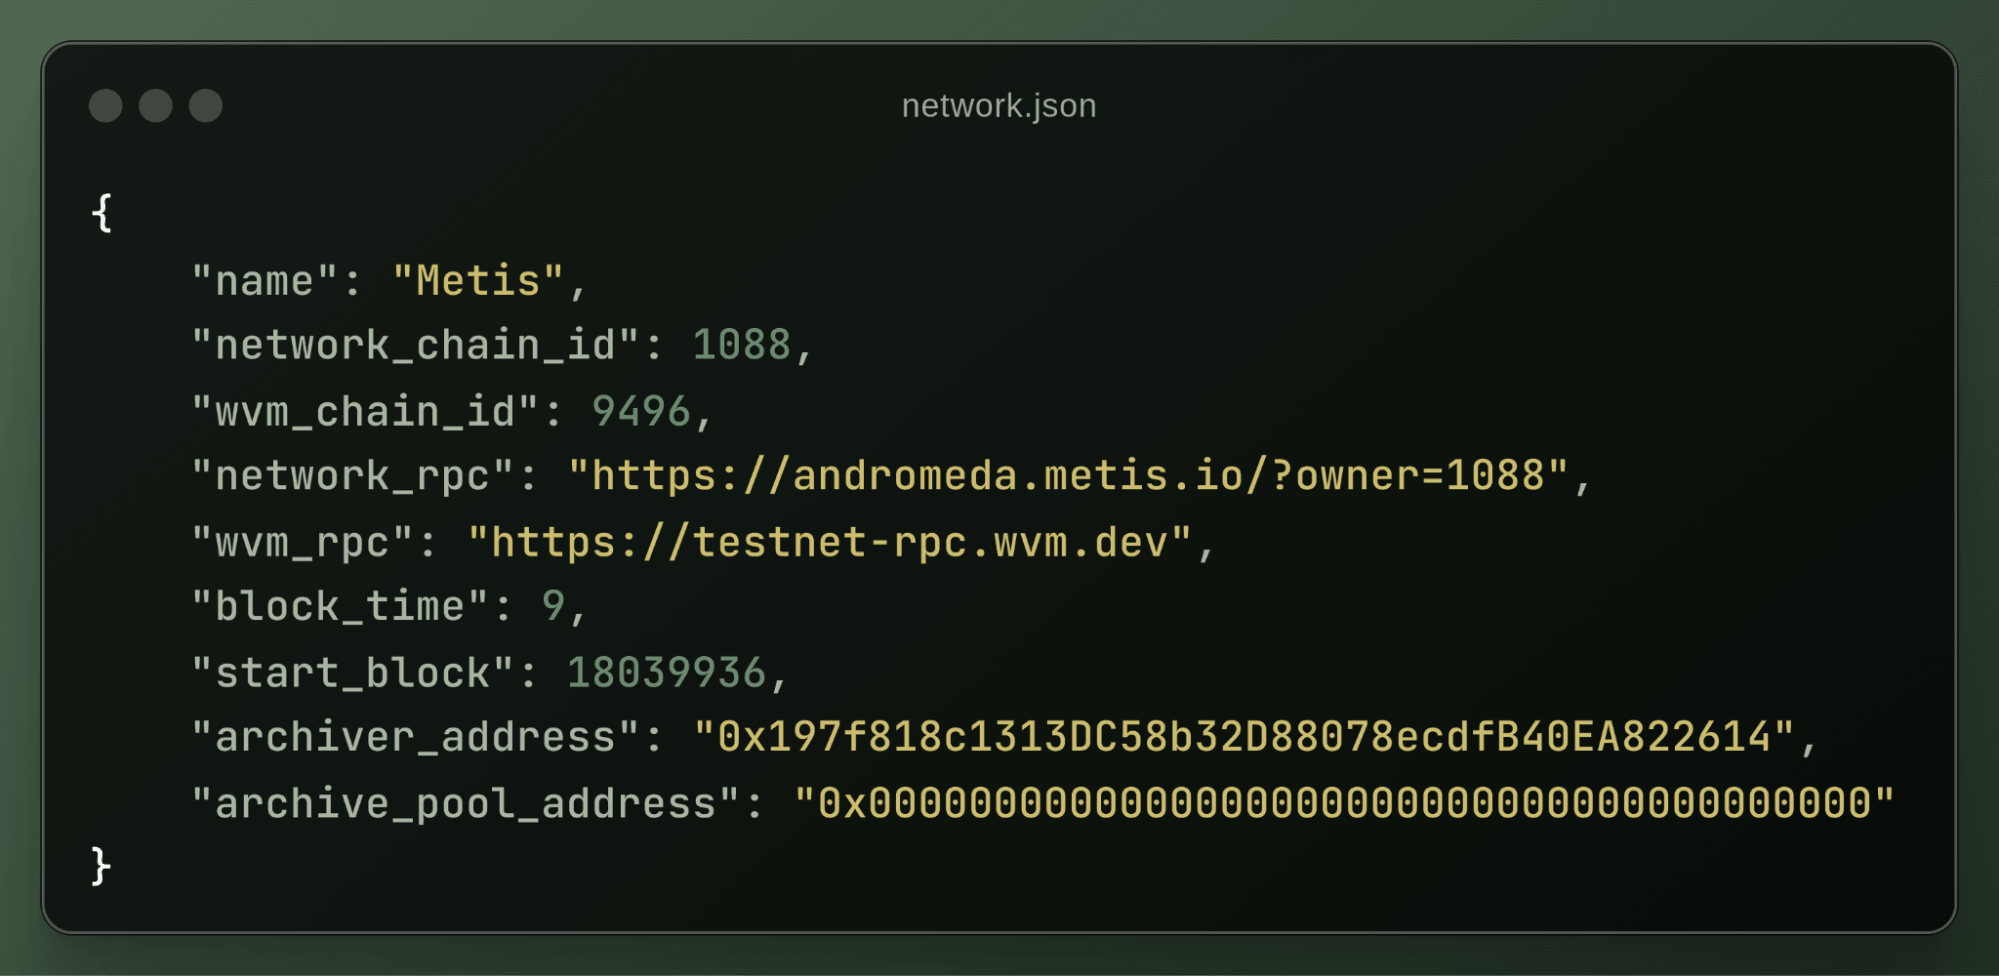 network.json
{
    "name": "Metis",
    "network_chain_id": 1088,
    "wvm_chain_id": 9496,
    "network_rpc": "https://andromeda.metis.io/?owner=1088",
    "wvm_rpc": "https://testnet-rpc.wvm.dev",
    "block_time": 9,
    "start_block": 18039936,
    "archiver_address": "0x197f818c1313DC58b32D88078ecdfB40EA822614",
    "archive_pool_address": "0x0000000000000000000000000000000000000000"
}